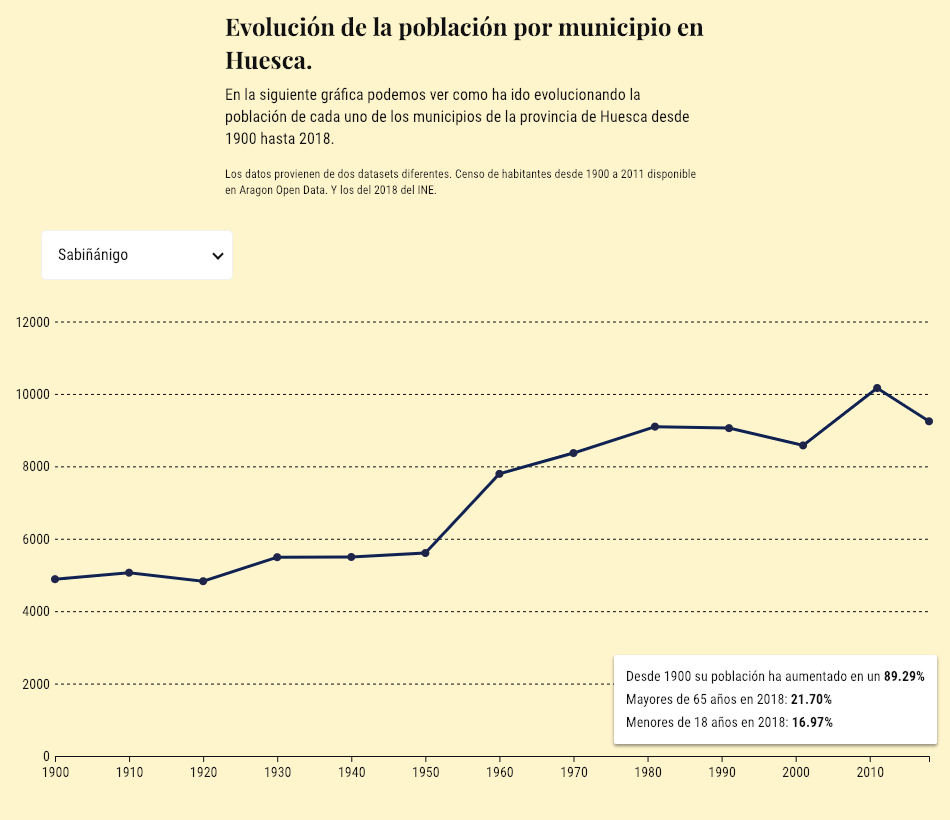 Evolución de la población por municipio en
Huesca.
En la siguiente gráfica podemos ver como ha ido evolucionando la
población de cada uno de los municipios de la provincia de Huesca desde
1900 hasta 2018.
Los datos provienen de dos datasets diferentes. Censo de habitantes desde 1900 a 2011 disponible
en Aragon Open Data. Y los del 2018 del INE.
Sabiñánigo
12000
10000
8000
6000
4000
2000
0
Desde 1900 su población ha aumentado en un 89.29%
Mayores de 65 años en 2018: 21.70%
Menores de 18 años en 2018: 16.97%
1900 1910 1920 1930 1940 1950 1960 1970 1980 1990 2000 2010